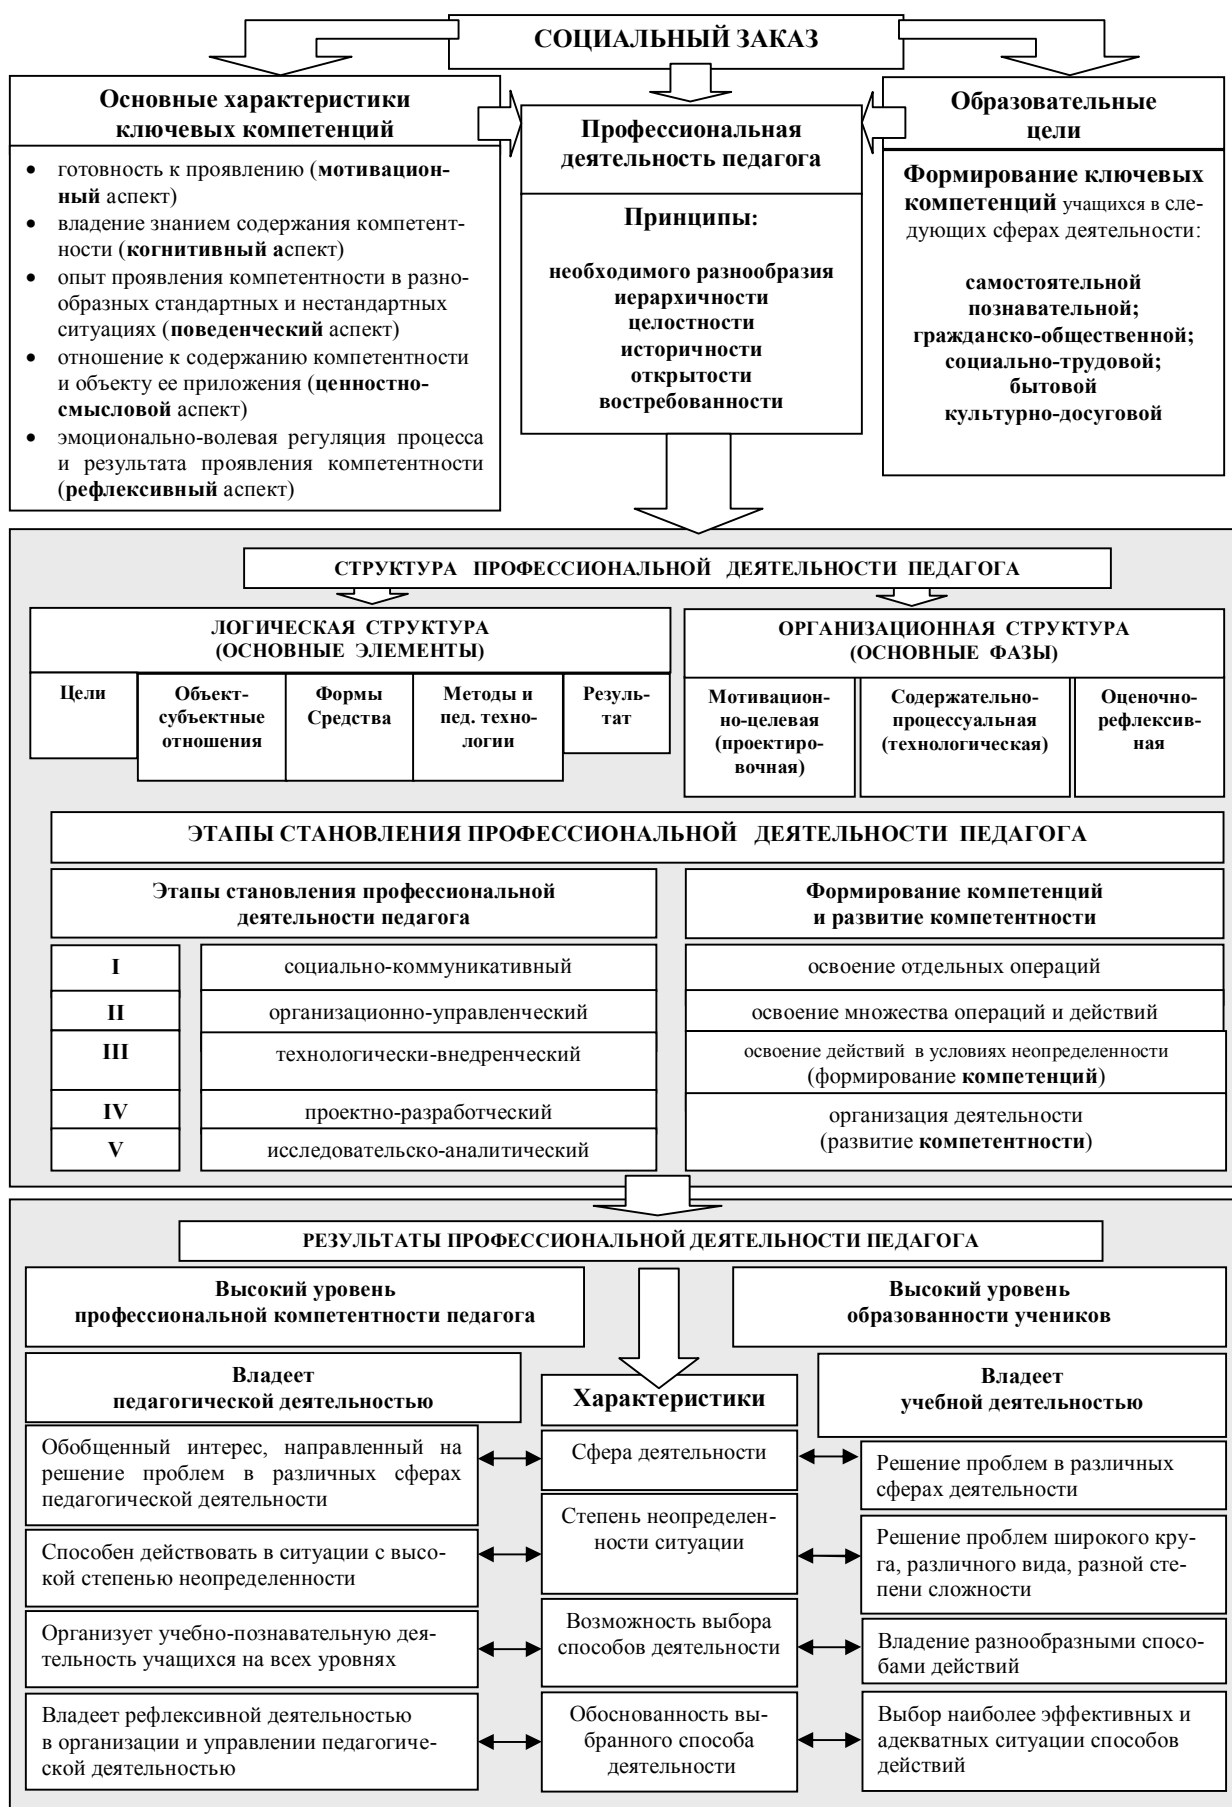 СОЦИАЛЬНЫЙ ЗАКАЗ
Основные характеристики
ключевых компетенций
готовность к проявлению (мотивацион-
ный аспект)
владение знанием содержания компетент-
ности (когнитивный аспект)
опыт проявления компетентности в разно-
образных стандартных и нестандартных
ситуациях (поведенческий аспект)
отношение к содержанию компетентности
и объекту ее приложения (ценностно-
смысловой аспект)
эмоционально-волевая регуляция процесса
и результата проявления компетентности
(рефлексивный аспект)
Профессиональная
деятельность педагога
Принципы:
необходимого разнообразия
иерархичности
целостности
историчности
открытости
востребованности
Образовательные
цели
Формирование ключевых
компетенций учащихся в сле-
дующих сферах деятельности:
самостоятельной
познавательной;
гражданско-общественной;
социально-трудовой;
бытовой
культурно-досуговой
СТРУКТУРА ПРОФЕССИОНАЛЬНОЙ ДЕЯТЕЛЬНОСТИ ПЕДАГОГА
ЛОГИЧЕСКАЯ СТРУКТУРА
(ОСНОВНЫЕ ЭЛЕМЕНТЫ)
Цели
Объект-
субъектные
отношения
Формы
Средства
Методы и
пед. техно-
логии
Резуль-
тат
ОРГАНИЗАЦИОННАЯ СТРУКТУРА
(ОСНОВНЫЕ ФАЗЫ)
Мотивацион-
но-целевая
(проектиро-
вочная)
Содержательно-
процессуальная
(технологическая)
Оценочно-
рефлексив-
ная
ЭТАПЫ СТАНОВЛЕНИЯ ПРОФЕССИОНАЛЬНОЙ ДЕЯТЕЛЬНОСТИ ПЕДАГОГА
Этапы становления профессиональной
деятельности педагога
Формирование компетенций
и развитие компетентности
I
социально-коммуникативный
освоение отдельных операций
II
организационно-управленческий
освоение множества операций и действий
III
технологически-внедренческий
освоение действий в условиях неопределенности
(формирование компетенций)
IV
проектно-разработческий
организация деятельности
(развитие компетентности)
V
исследовательско-аналитический
РЕЗУЛЬТАТЫ ПРОФЕССИОНАЛЬНОЙ ДЕЯТЕЛЬНОСТИ ПЕДАГОГА
Высокий уровень
профессиональной компетентности педагога
Высокий уровень
образованности учеников
Владеет
педагогической деятельностью
Характеристики
Владеет
учебной деятельностью
Обобщенный интерес, направленный на
решение проблем в различных сферах
педагогической деятельности
Сфера деятельности
Решение проблем в различных
сферах деятельности
Способен действовать в ситуации с высо-
кой степенью неопределенности
Степень неопределен-
ности ситуации
Решение проблем широкого кру-
га, различного вида, разной сте-
пени сложности
Организует учебно-познавательную дея-
тельность учащихся на всех уровнях
Возможность выбора
способов деятельности
Владение разнообразными спосо-
бами действий
Владеет рефлексивной деятельностью
в организации и управлении педагогиче-
ской деятельностью
Обоснованность вы-
бранного способа
деятельности
Выбор наиболее эффективных и
адекватных ситуации способов
действий